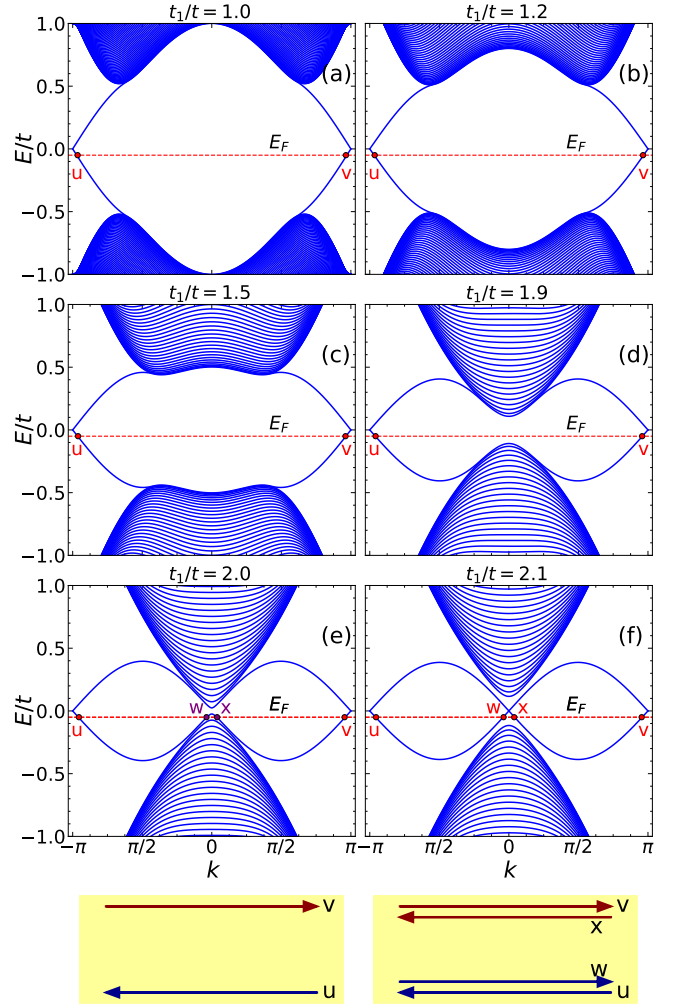 t₁/t = 1.0
t₁/t = 1.2
1.0
0.5
0.0
−0.5
−1.0
E/t
(a)
(b)
E_F
E_F
u
v
u
v
t₁/t = 1.5
t₁/t = 1.9
1.0
0.5
0.0
−0.5
−1.0
E/t
(c)
(d)
E_F
E_F
u
v
u
v
t₁/t = 2.0
t₁/t = 2.1
1.0
0.5
0.0
−0.5
−1.0
E/t
(e)
(f)
w
x
E_F
w
x
E_F
u
v
u
v
−π
π/2
0
π/2
π
−π
π/2
0
π/2
π
k
k
v
u
v
x
w
u